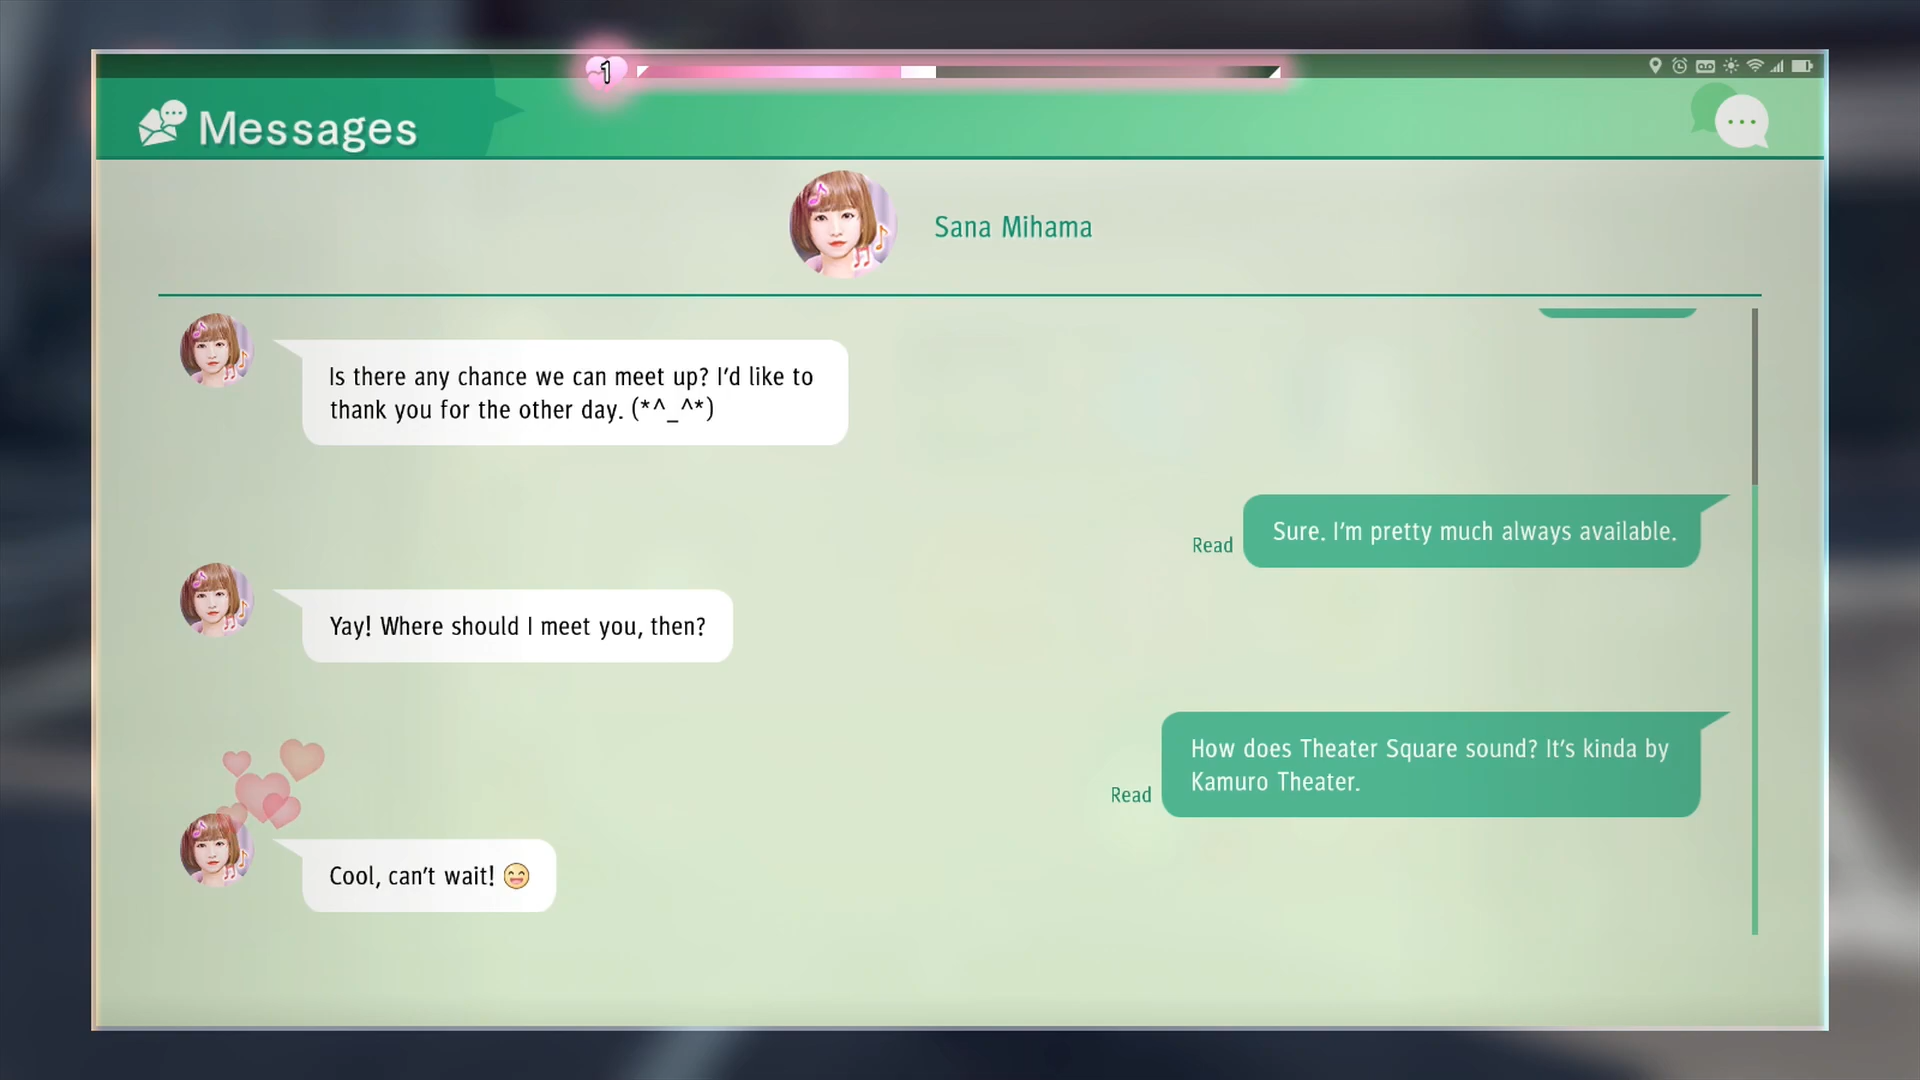 1
Messages
Sana Mihama
Is there any chance we can meet up? I'd like to
thank you for the other day. (*^_^*)
Sure. I'm pretty much always available.
Read
Yay! Where should I meet you, then?
How does Theater Square sound? It's kinda by
Kamuro Theater.
Read
Cool, can't wait! 😄